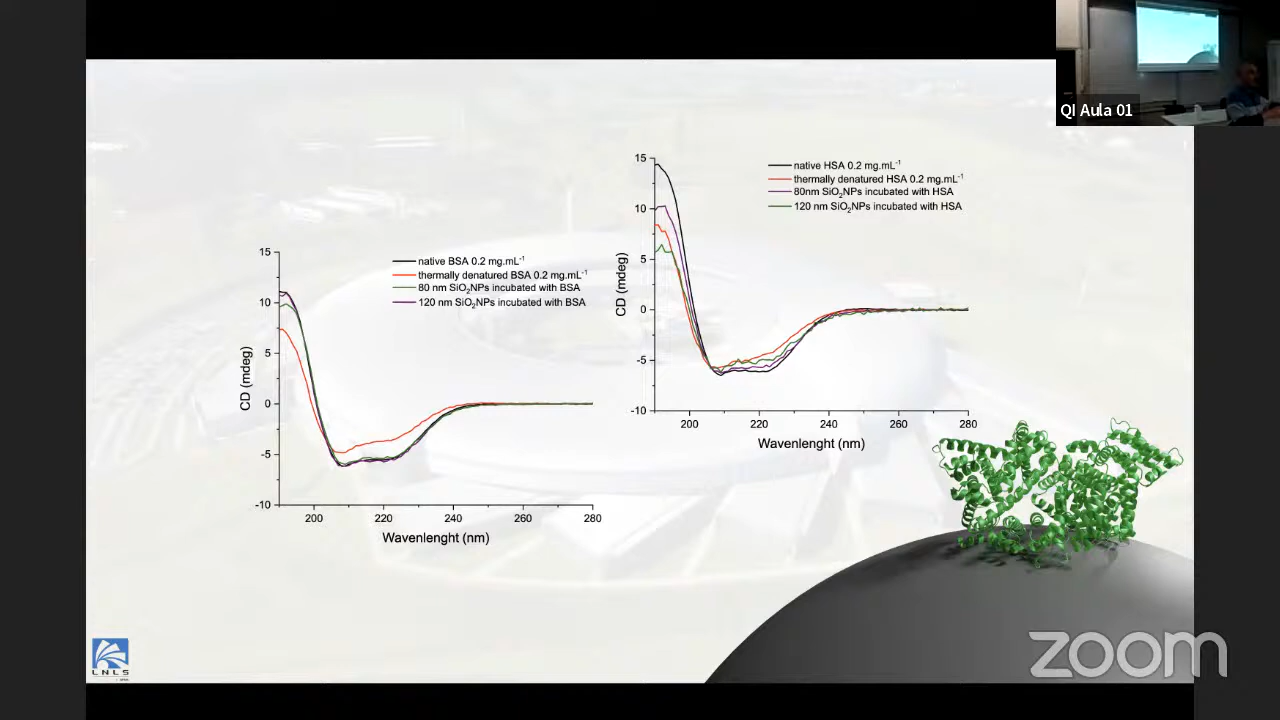 QI Aula 01
15
10
5
0
-5
-10
CD (mdeg)
native HSA 0.2 mg.mL⁻¹
thermally denatured HSA 0.2 mg.mL⁻¹
80nm SiO₂NPs incubated with HSA
120 nm SiO₂NPs incubated with HSA
200 220 240 260 280
Wavenlenght (nm)
15
10
5
0
-5
-10
CD (mdeg)
native BSA 0.2 mg.mL⁻¹
thermally denatured BSA 0.2 mg.mL⁻¹
80 nm SiO₂NPs incubated with BSA
120 nm SiO₂NPs incubated with BSA
200 220 240 260 280
Wavenlenght (nm)
LNLS
zoom